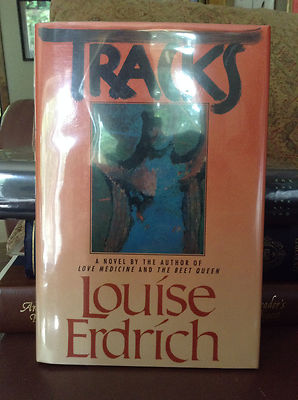 TRACKS
A NOVEL BY THE AUTHOR OF
LOVE MEDICINE AND THE BEET QUEEN
Louise
Erdrich